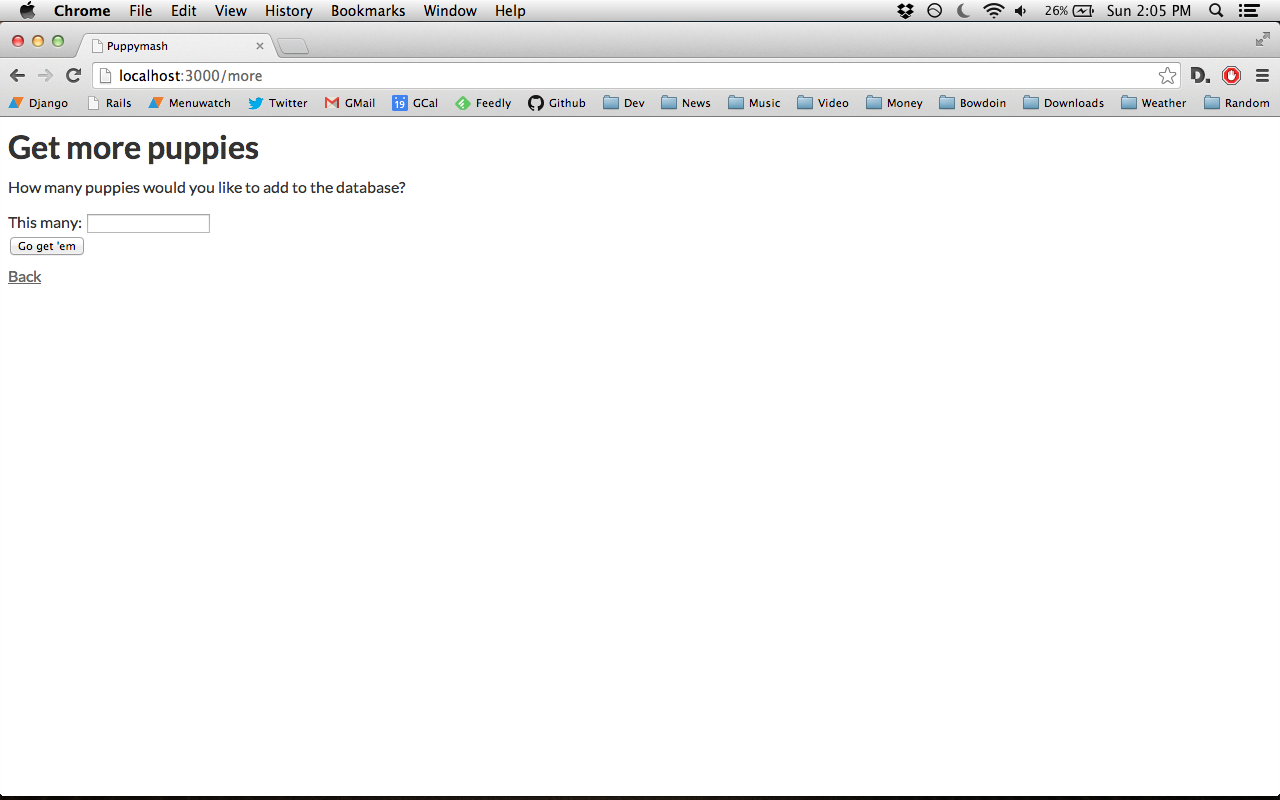 Chrome File Edit View History Bookmarks Window Help 26% Sun 2:05 PM
Puppymash
localhost:3000/more D.
Django Rails Menuwatch Twitter GMail 19 GCal Feedly Github Dev News Music Video Money Bowdoin Downloads Weather Random
Get more puppies
How many puppies would you like to add to the database?
This many:
Go get 'em
Back